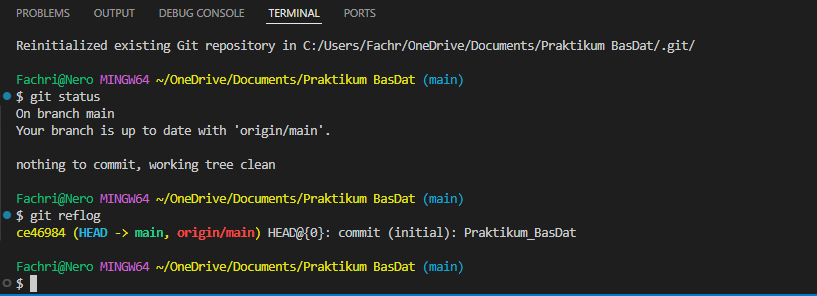 PROBLEMS OUTPUT DEBUG CONSOLE TERMINAL PORTS
Reinitialized existing Git repository in C:/Users/Fachr/OneDrive/Documents/Praktikum BasDat/.git/
Fachri@Nero MINGW64 ~/OneDrive/Documents/Praktikum BasDat (main)
$ git status
On branch main
Your branch is up to date with 'origin/main'.
nothing to commit, working tree clean
Fachri@Nero MINGW64 ~/OneDrive/Documents/Praktikum BasDat (main)
$ git reflog
ce46984 (HEAD -> main, origin/main) HEAD@{0}: commit (initial): Praktikum_BasDat
Fachri@Nero MINGW64 ~/OneDrive/Documents/Praktikum BasDat (main)
$